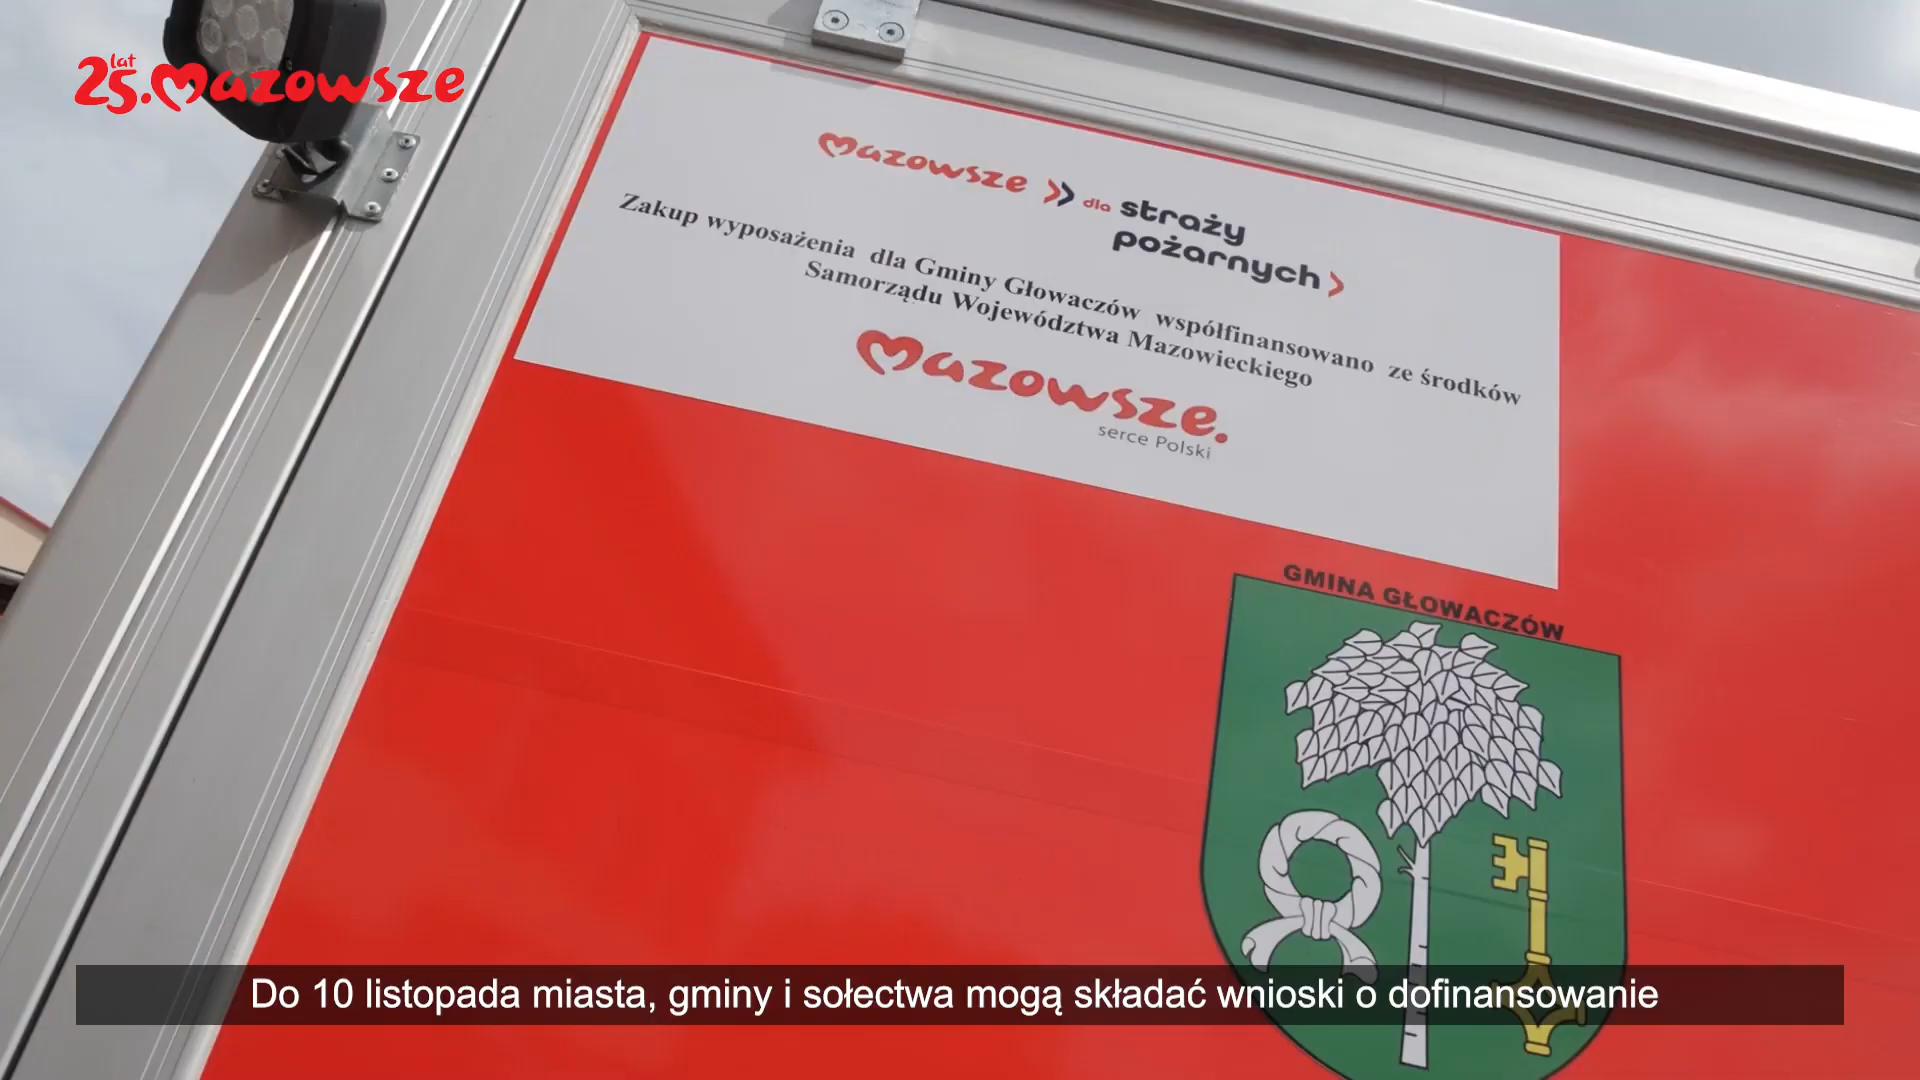 25 lat. Mazowsze
Mazowsze dla straży
pożarnych
Zakup wyposażenia dla Gminy Głowaczów współfinansowano ze środków
Samorządu Województwa Mazowieckiego
Mazowsze.
serce Polski
GMINA GŁOWACZÓW
Do 10 listopada miasta, gminy i sołectwa mogą składać wnioski o dofinansowanie